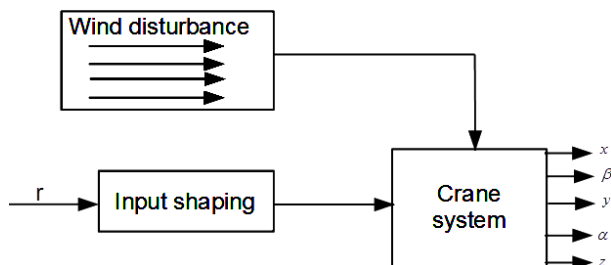 Wind disturbance
r
Input shaping
Crane
system
x
β
y
α
z